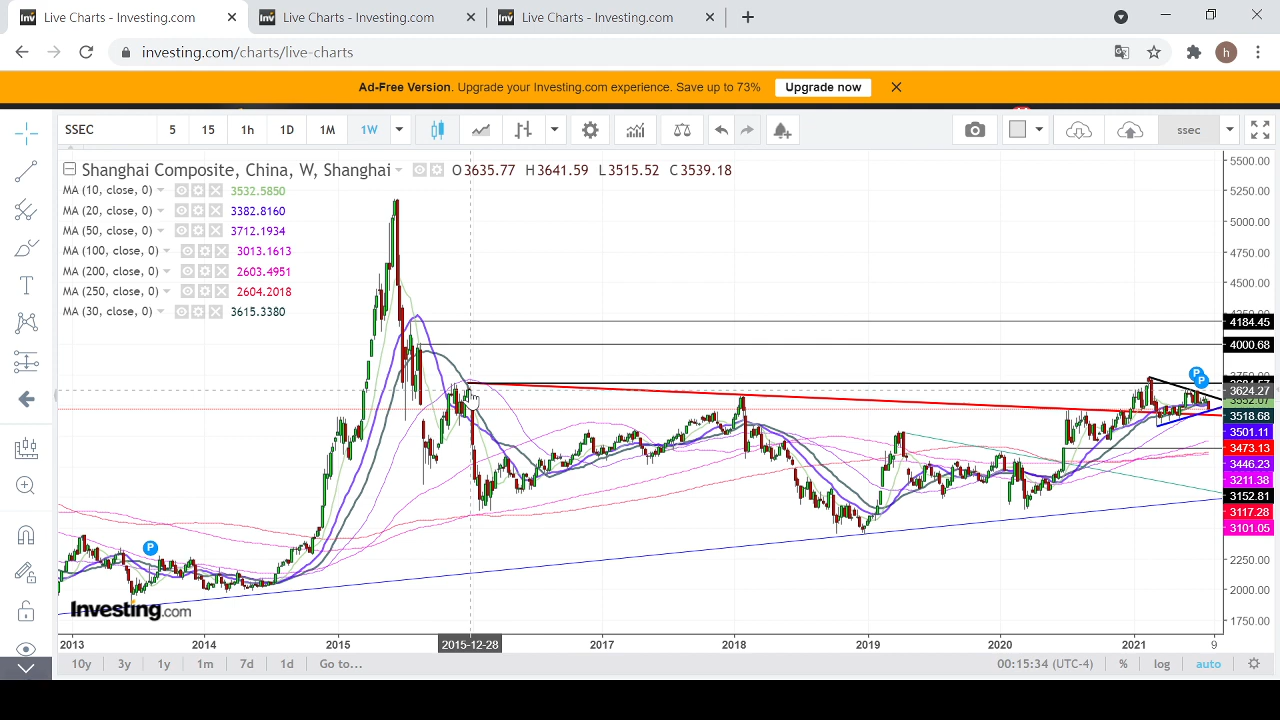 Live Charts - Investing.com
Live Charts - Investing.com
Live Charts - Investing.com
investing.com/charts/live-charts
h
Ad-Free Version. Upgrade your Investing.com experience. Save up to 73%
Upgrade now
SSEC 5 15 1h 1D 1M 1W ssec
Shanghai Composite, China, W, Shanghai O3635.77 H3641.59 L3515.52 C3539.18
MA (10, close, 0) 3532.5850
MA (20, close, 0) 3382.8160
MA (50, close, 0) 3712.1934
MA (100, close, 0) 3013.1613
MA (200, close, 0) 2603.4951
MA (250, close, 0) 2604.2018
MA (30, close, 0) 3615.3380
5500.00
5250.00
5000.00
4750.00
4500.00
4184.45
4000.68
3624.27
3518.68
3501.11
3473.13
3446.23
3211.38
3152.81
3117.28
3101.05
2250.00
2000.00
1750.00
P
P
P
Investing.com
2013 2014 2015 2015-12-28 2017 2018 2019 2020 2021 9
10y 3y 1y 1m 7d 1d Go to... 00:15:34 (UTC-4) % log auto